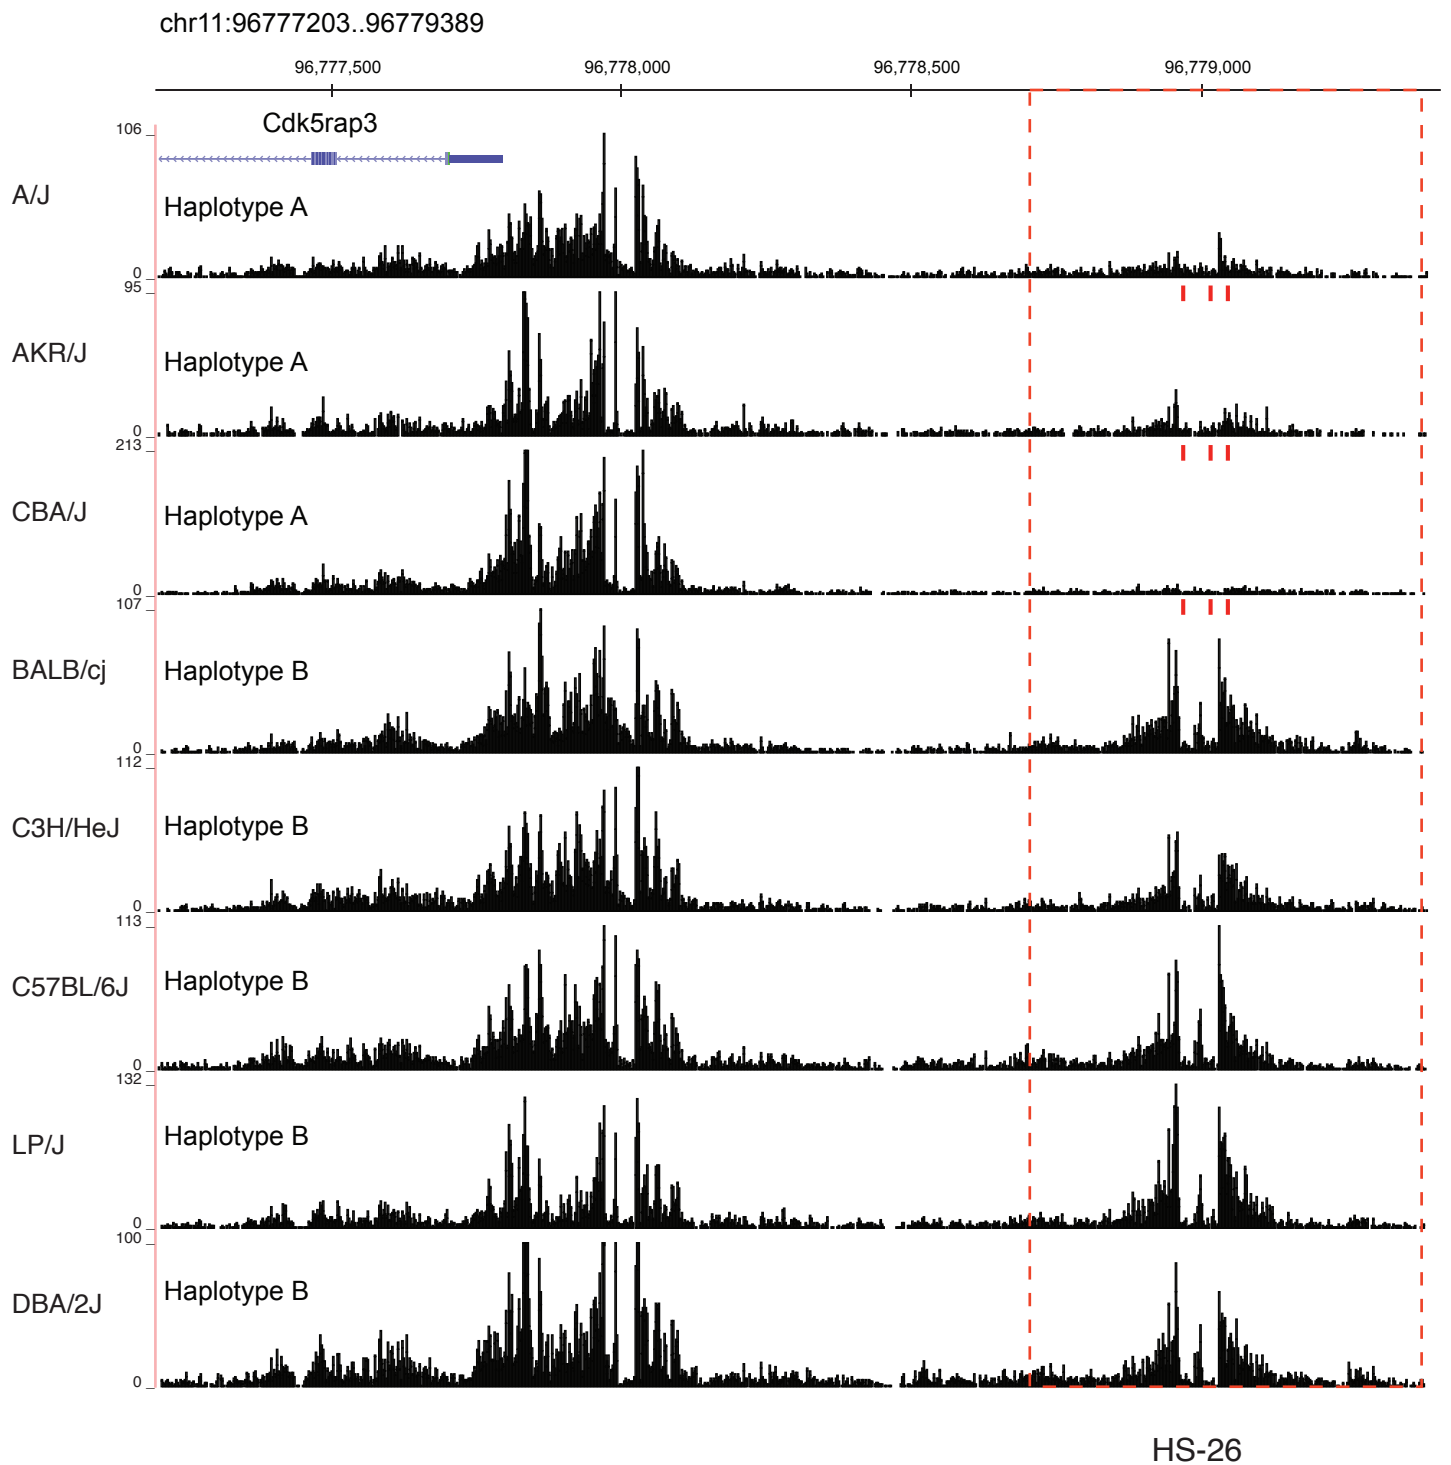 chr11:96777203..96779389
96,777,500 96,778,000 96,778,500 96,779,000
Cdk5rap3
106
A/J
Haplotype A
0
95
AKR/J
Haplotype A
0
213
CBA/J
Haplotype A
0
107
BALB/cj
Haplotype B
0
112
C3H/HeJ
Haplotype B
0
113
C57BL/6J
Haplotype B
0
132
LP/J
Haplotype B
0
100
DBA/2J
Haplotype B
0
HS-26